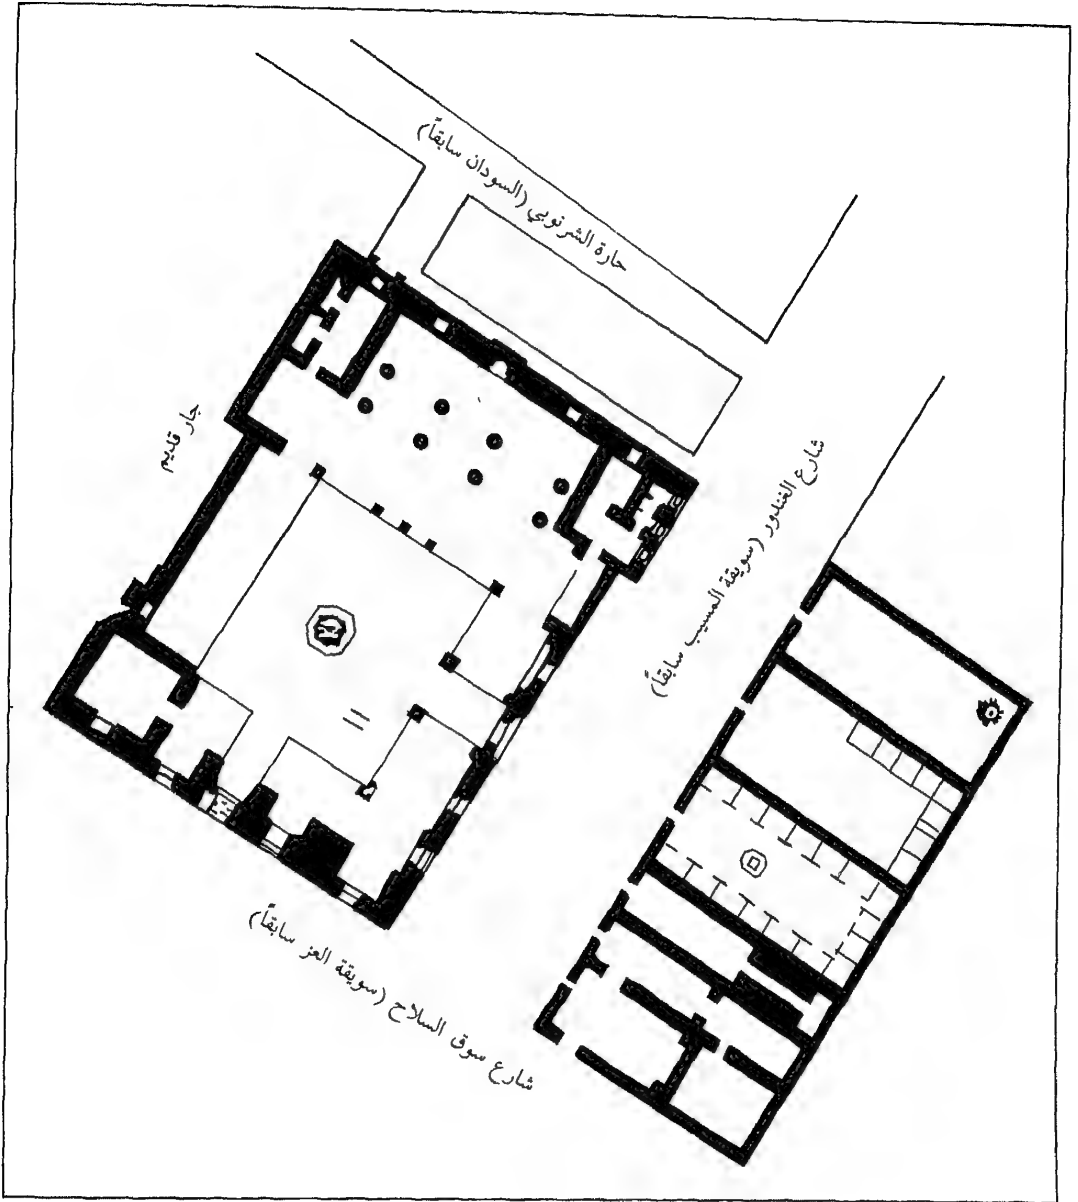 حارة الشرنوبي (السودان سابقاً)
جار قديم
شارع الغندور (سويقة المسيب سابقاً)
شارع سوق السلاح (سويقة العز سابقاً)